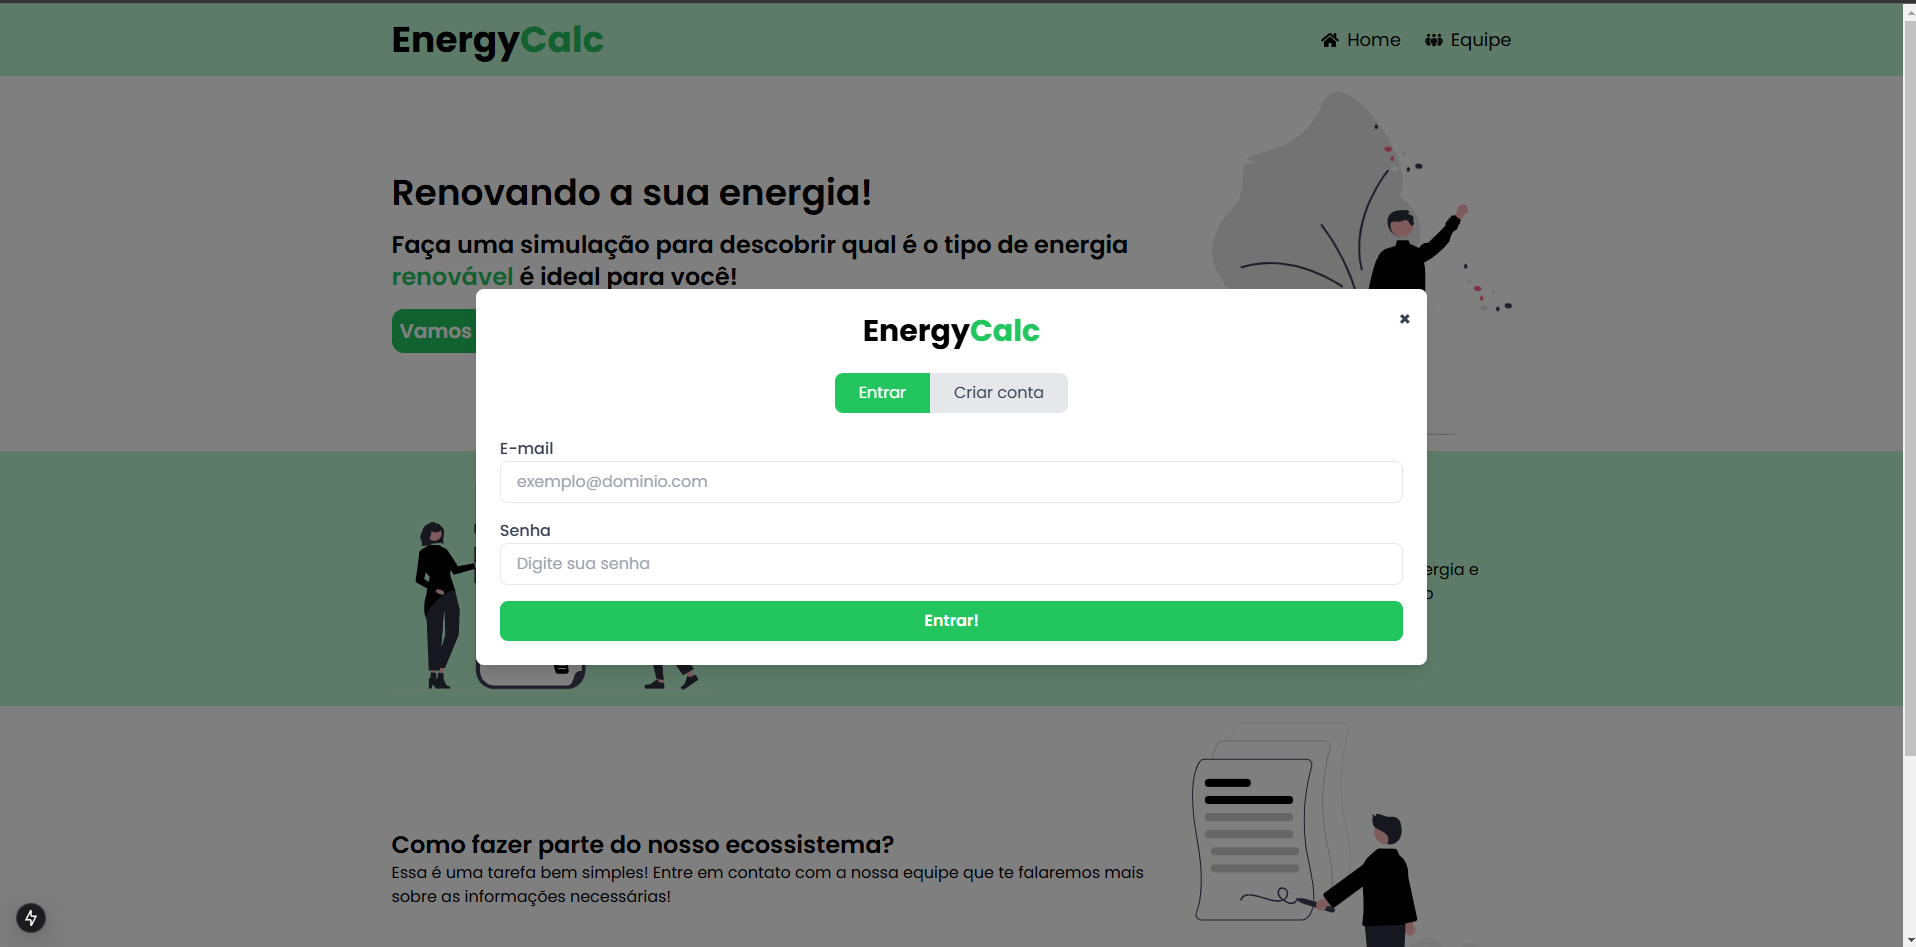 EnergyCalc
Home
Equipe
Renovando a sua energia!
Faça uma simulação para descobrir qual é o tipo de energia
renovável é ideal para você!
Vamos
EnergyCalc
Entrar
Criar conta
E-mail
exemplo@dominio.com
Senha
Digite sua senha
Entrar!
e
Como fazer parte do nosso ecossistema?
Essa é uma tarefa bem simples! Entre em contato com a nossa equipe que te falaremos mais
sobre as informações necessárias!